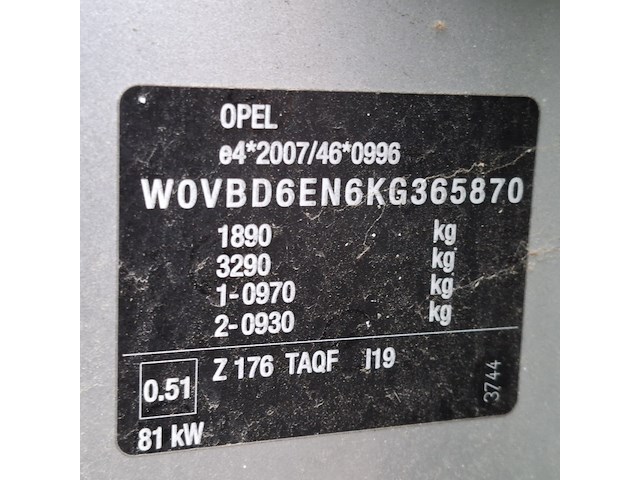 OPEL
e4*2007/46*0996
W0VBD6EN6KG365870
1890 kg
3290 kg
1-0970 kg
2-0930 kg
0.51 Z 176 TAQF I19
81 kW
3744